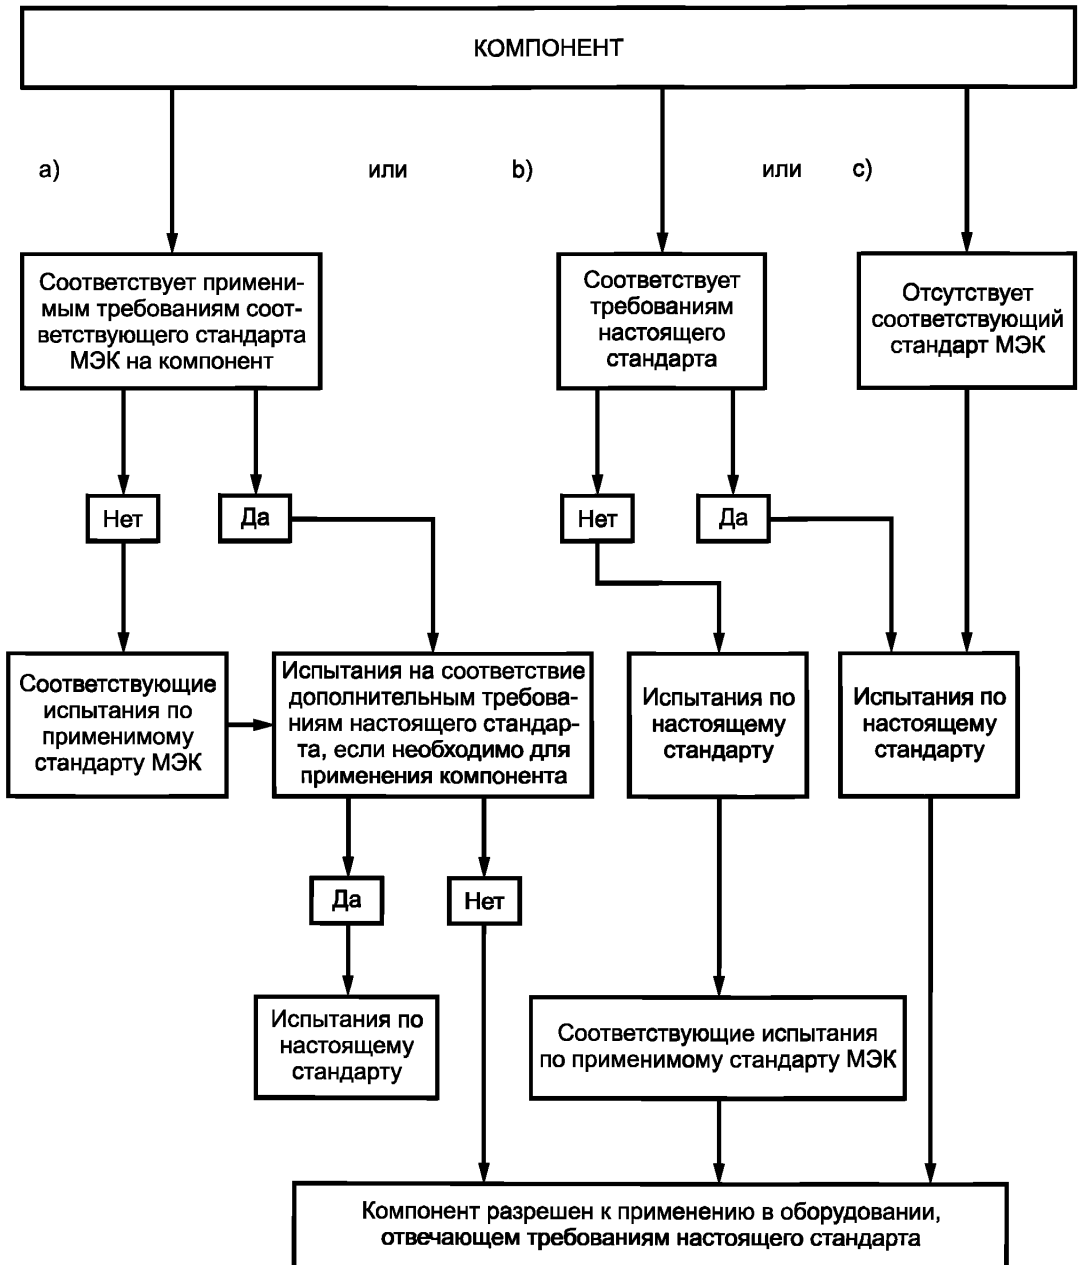 КОМПОНЕНТ
а)
или
b)
или
с)
Соответствует примени-
мым требованиям соот-
ветствующего стандарта
МЭК на компонент
Соответствует
требованиям
настоящего
стандарта
Отсутствует
соответствующий
стандарт МЭК
Нет
Да
Нет
Да
Соответствующие
испытания по
применимому
стандарту МЭК
Испытания на соответствие
дополнительным требова-
ниям настоящего стандар-
та, если необходимо для
применения компонента
Испытания по
настоящему
стандарту
Испытания по
настоящему
стандарту
Да
Нет
Испытания по
настоящему
стандарту
Соответствующие испытания
по применимому стандарту МЭК
Компонент разрешен к применению в оборудовании,
отвечающем требованиям настоящего стандарта